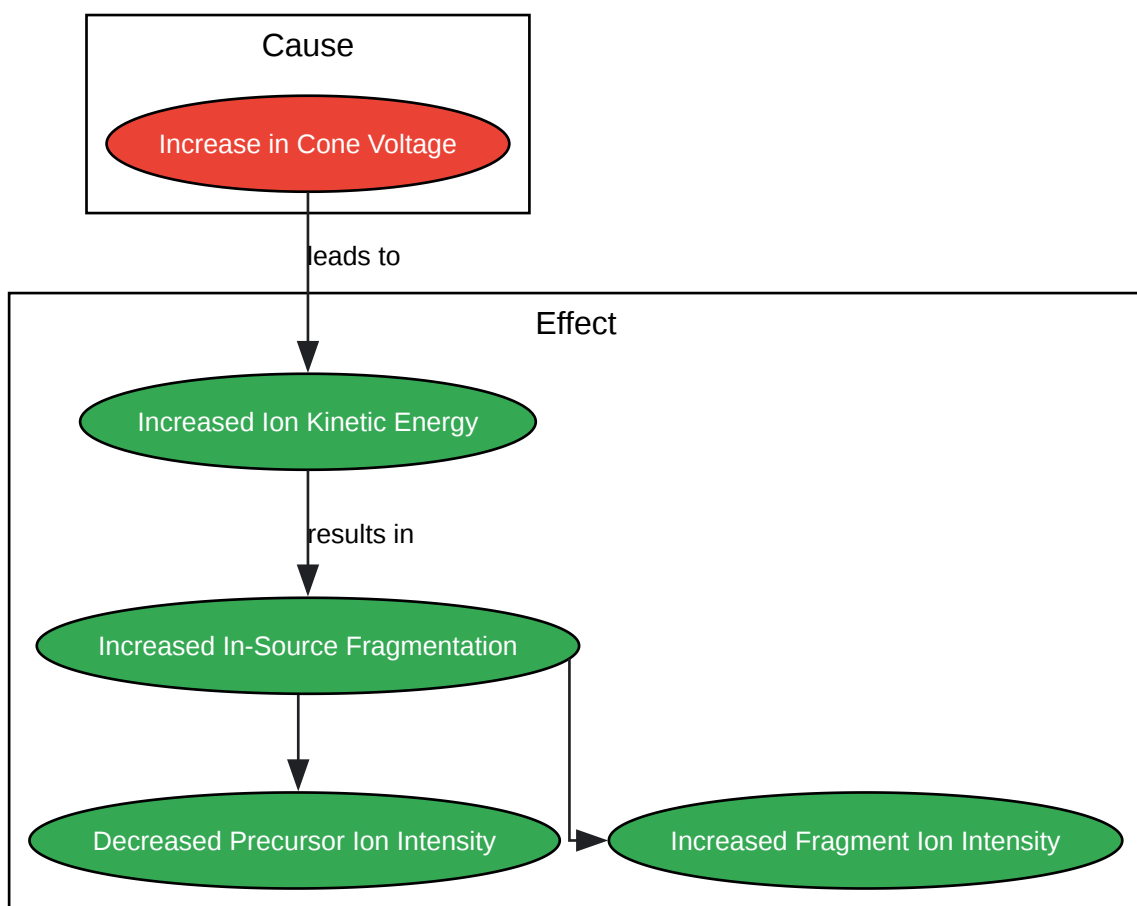 Cause
Increase in Cone Voltage
leads to
Effect
Increased Ion Kinetic Energy
results in
Increased In-Source Fragmentation
Decreased Precursor Ion Intensity
Increased Fragment Ion Intensity